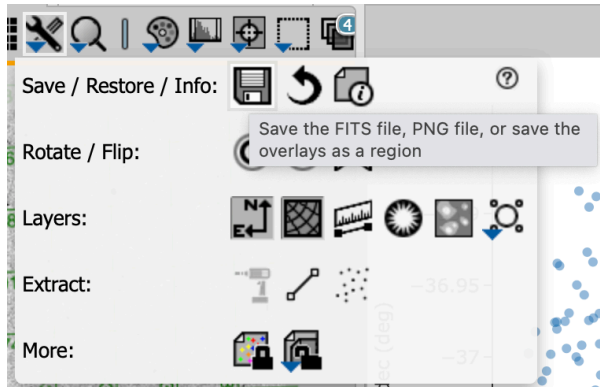 4
Save / Restore / Info:
?
i
Save the FITS file, PNG file, or save the
overlays as a region
Rotate / Flip:
Layers:
N
E
Extract:
-36.95
More:
-37
dec (deg)